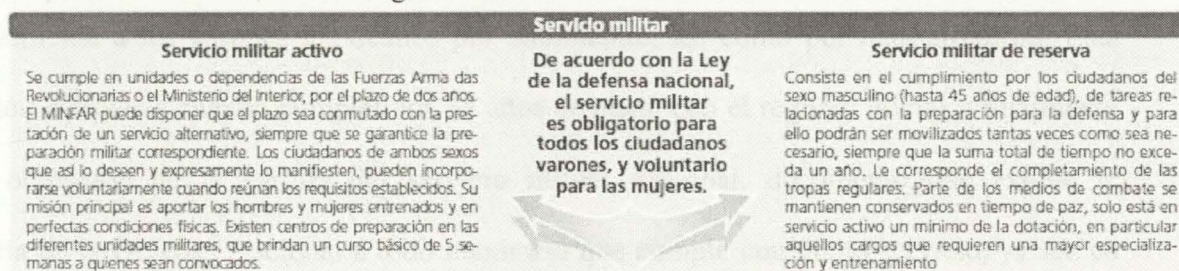 Servicio militar
Servicio militar activo
Se cumple en unidades o dependencias de las Fuerzas Arma das
Revolucionarias o el Ministerio del Interior, por el plazo de dos años.
El MINFAR puede disponer que el plazo sea conmutado con la pres-
tación de un servicio alternativo, siempre que se garantice la pre-
paración militar correspondiente. Los ciudadanos de ambos sexos
que así lo deseen y expresamente lo manifiesten, pueden incorpo-
rarse voluntariamente cuando reúnan los requisitos establecidos. Su
misión principal es aportar los hombres y mujeres entrenados y en
perfectas condiciones físicas. Existen centros de preparación en las
diferentes unidades militares, que brindan un curso básico de 5 se-
manas a quienes sean convocados.
De acuerdo con la Ley
de la defensa nacional,
el servicio militar
es obligatorio para
todos los ciudadanos
varones, y voluntario
para las mujeres.
Servicio militar de reserva
Consiste en el cumplimiento por los ciudadanos del
sexo masculino (hasta 45 años de edad), de tareas re-
lacionadas con la preparación para la defensa y para
ello podrán ser movilizados tantas veces como sea ne-
cesario, siempre que la suma total de tiempo no exce-
da un año. Le corresponde el completamiento de las
tropas regulares. Parte de los medios de combate se
mantienen conservados en tiempo de paz, solo está en
servicio activo un mínimo de la dotación, en particular
aquellos cargos que requieren una mayor especializa-
ción y entrenamiento